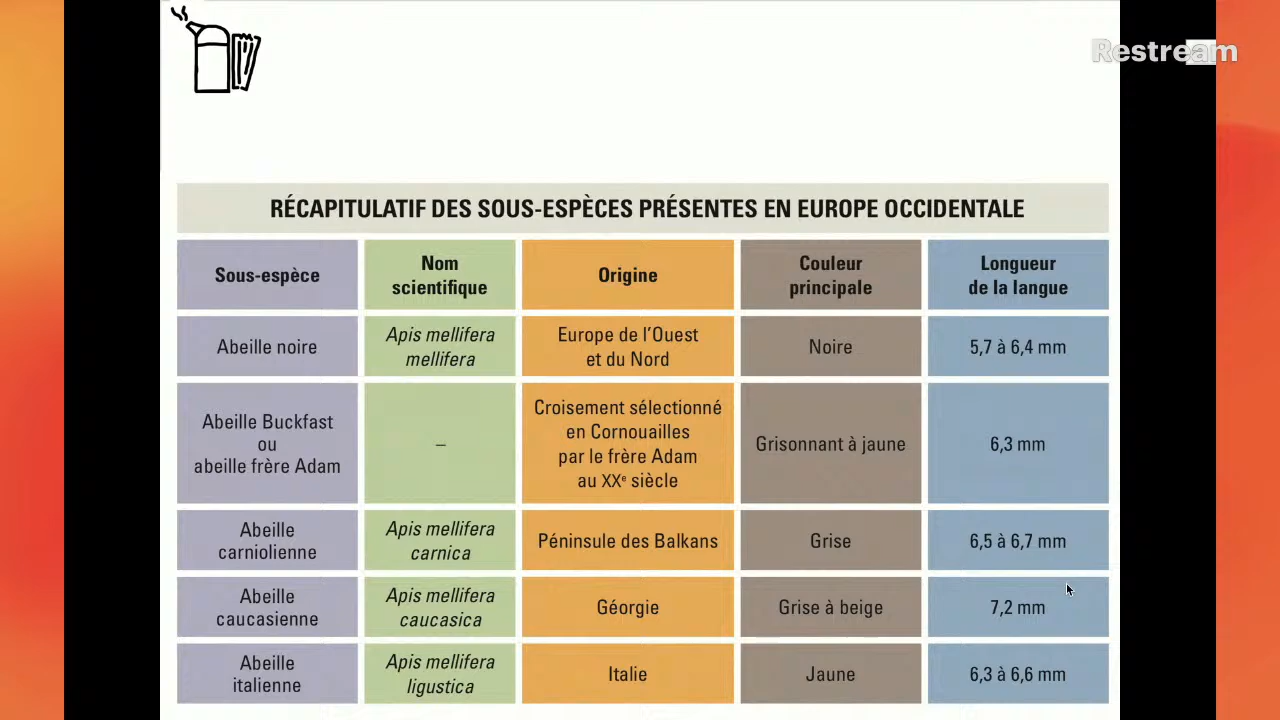 Restream
RÉCAPITULATIF DES SOUS-ESPÈCES PRÉSENTES EN EUROPE OCCIDENTALE
Sous-espèce
Nom
scientifique
Origine
Couleur
principale
Longueur
de la langue
Abeille noire
Apis mellifera
mellifera
Europe de l'Ouest
et du Nord
Noire
5,7 à 6,4 mm
Abeille Buckfast
ou
abeille frère Adam
–
Croisement sélectionné
en Cornouailles
par le frère Adam
au XXᵉ siècle
Grisonnant à jaune
6,3 mm
Abeille
carniolienne
Apis mellifera
carnica
Péninsule des Balkans
Grise
6,5 à 6,7 mm
Abeille
caucasienne
Apis mellifera
caucasica
Géorgie
Grise à beige
7,2 mm
Abeille
italienne
Apis mellifera
ligustica
Italie
Jaune
6,3 à 6,6 mm